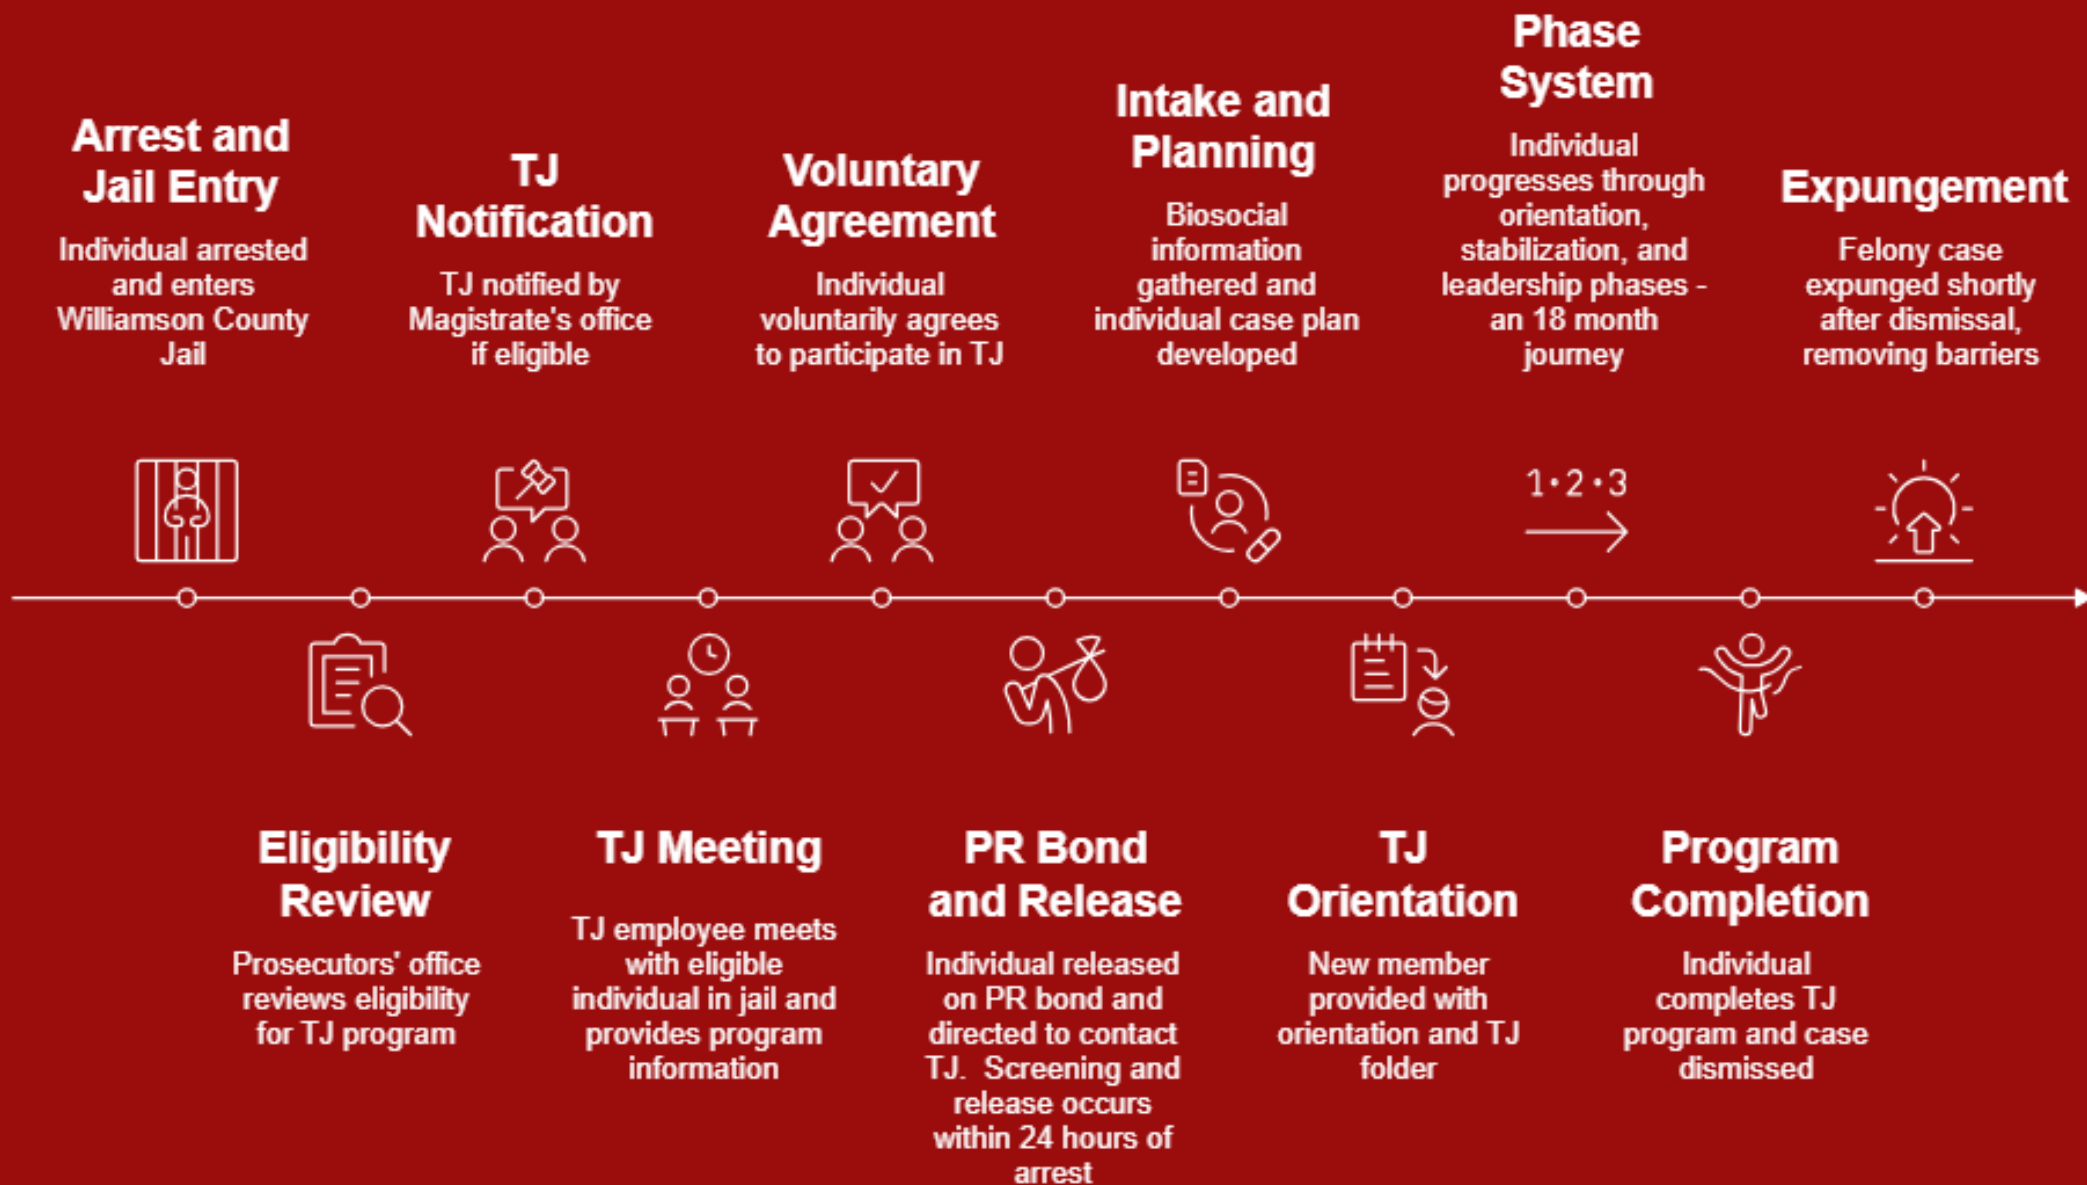 Arrest and
Jail Entry
Individual arrested
and enters
Williamson County
Jail
Eligibility
Review
Prosecutors' office
reviews eligibility
for TJ program
TJ
Notification
TJ notified by
Magistrate's office
if eligible
TJ Meeting
TJ employee meets
with eligible
individual in jail and
provides program
information
Voluntary
Agreement
Individual
voluntarily agrees
to participate in TJ
PR Bond
and Release
Individual released
on PR bond and
directed to contact
TJ. Screening and
release occurs
within 24 hours of
arrest
Intake and
Planning
Biosocial
information
gathered and
individual case plan
developed
TJ
Orientation
New member
provided with
orientation and TJ
folder
Phase
System
Individual
progresses through
orientation,
stabilization, and
leadership phases -
an 18 month
journey
1•2•3
Program
Completion
Individual
completes TJ
program and case
dismissed
Expungement
Felony case
expunged shortly
after dismissal,
removing barriers